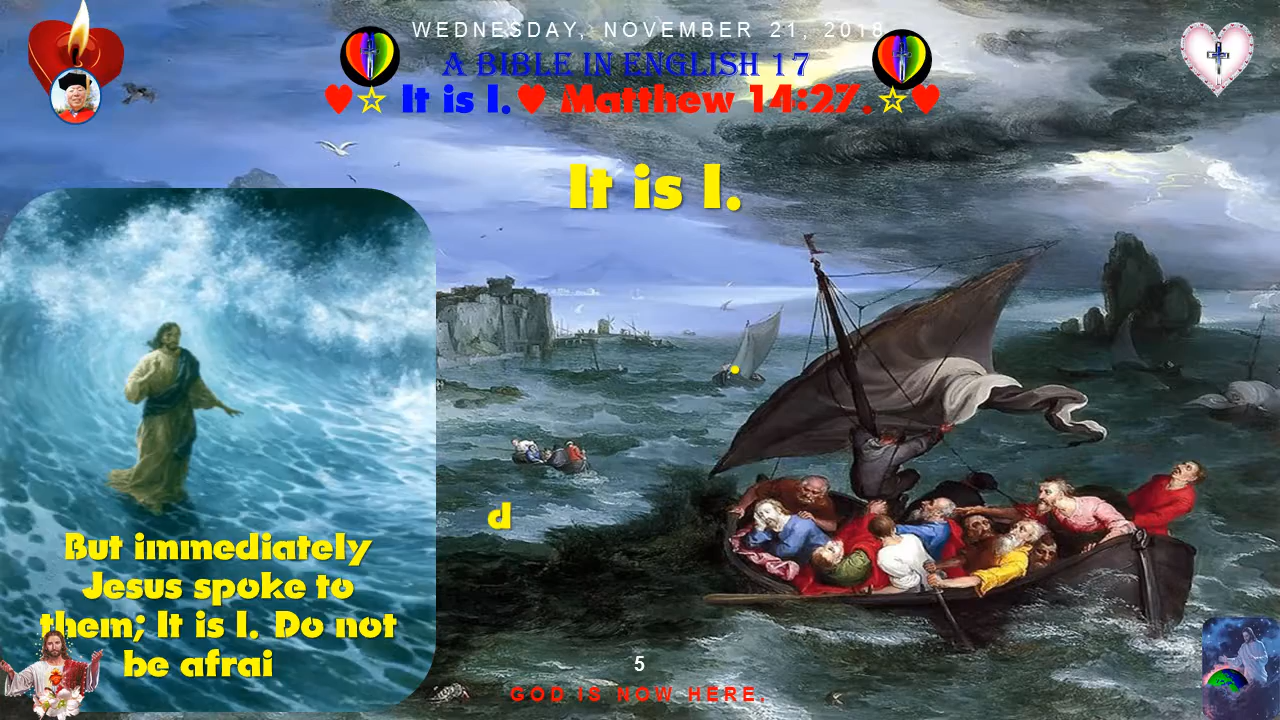 WEDNESDAY, NOVEMBER 21, 2018
A BIBLE IN ENGLISH 17
♥☆ It is I.♥ Matthew 14:27.☆♥
It is I.
d
But immediately
Jesus spoke to
them; It is I. Do not
be afrai
5
GOD IS NOW HERE.